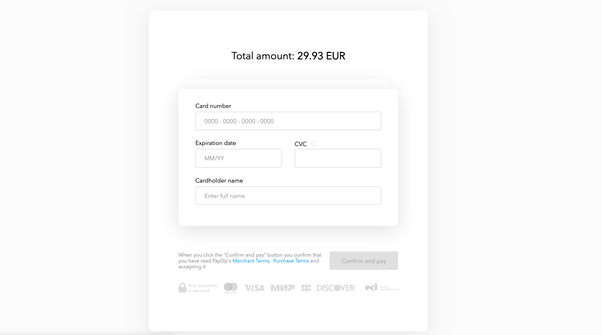 Total amount: 29.93 EUR
Card number
0000 - 0000 - 0000 - 0000
Expiration date
CVC
MM/YY
Cardholder name
Enter full name
When you click the "Confirm and pay" button you confirm that
you have read PayOp's Merchant Terms, Purchase Terms and
accepting it
Confirm and pay
Your payment
is secured
VISA
МИР
DISCOVER
pci